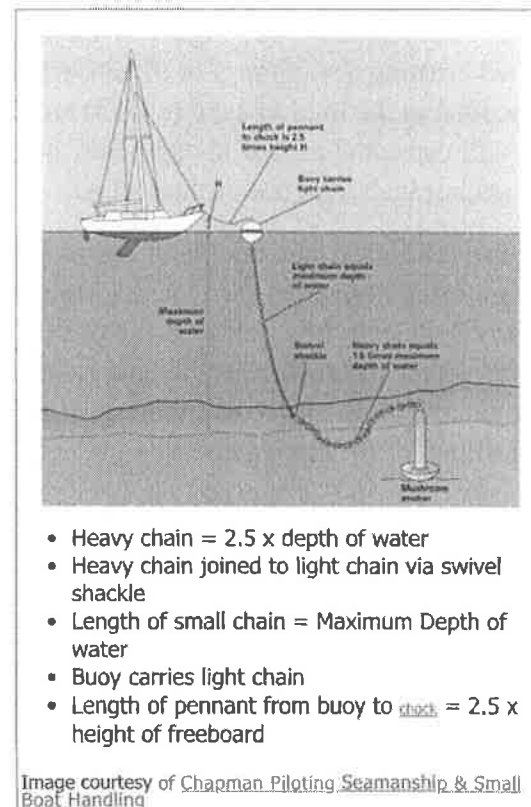 Length of pennant
to chock is 2.5
times height H
Buoy carries
light chain
H
Light chain equals
maximum depth
of water
Maximum
depth of
water
Swivel
shackle
Heavy chain equals
1.5 times maximum
depth of water
Mushroom
anchor
• Heavy chain = 2.5 x depth of water
• Heavy chain joined to light chain via swivel
shackle
• Length of small chain = Maximum Depth of
water
• Buoy carries light chain
• Length of pennant from buoy to chock = 2.5 x
height of freeboard
Image courtesy of Chapman Piloting Seamanship & Small
Boat Handling